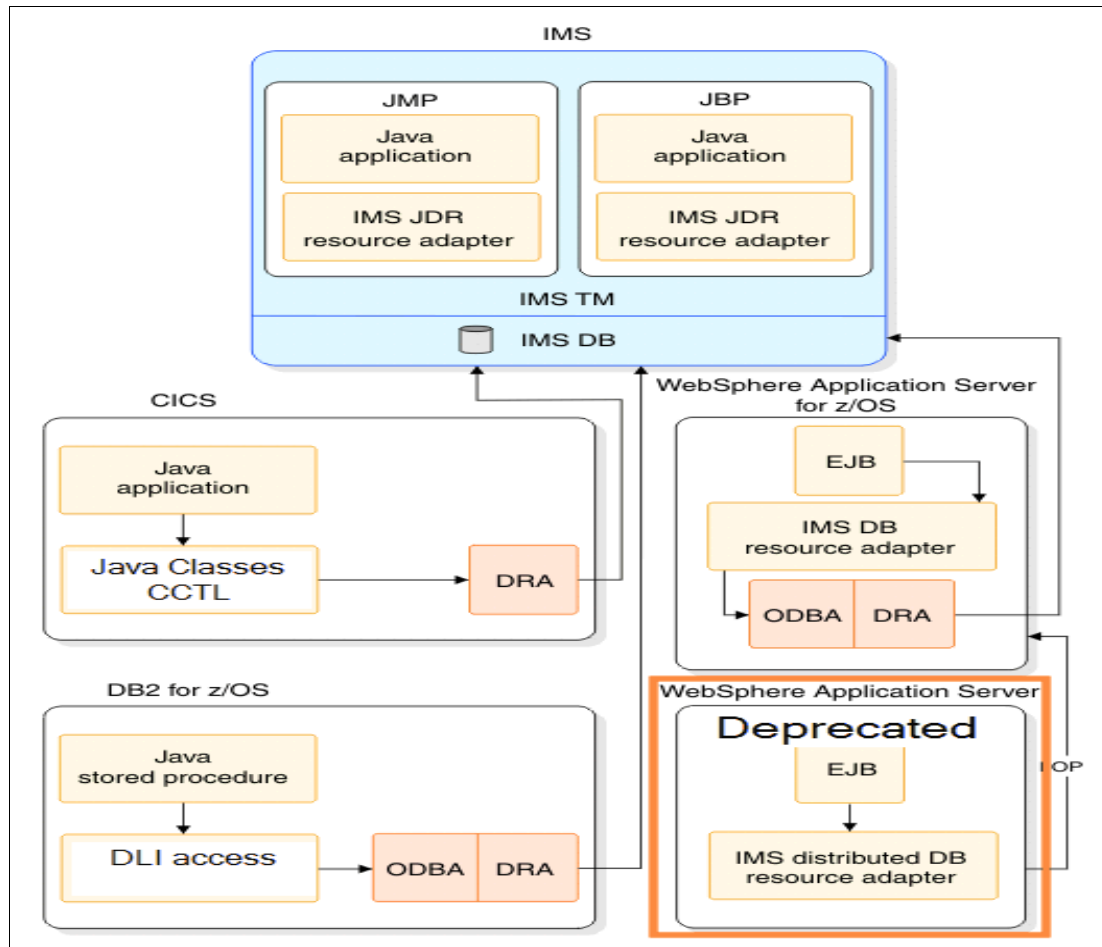 IMS
JMP
Java
application
IMS JDR
resource adapter
JBP
Java
application
IMS JDR
resource adapter
IMS TM
IMS DB
CICS
Java
application
Java Classes
CCTL
DRA
WebSphere Application Server
for z/OS
EJB
IMS DB
resource adapter
ODBA
DRA
DB2 for z/OS
Java
stored procedure
DLI access
ODBA
DRA
WebSphere Application Server
Deprecated
EJB
IMS distributed DB
resource adapter